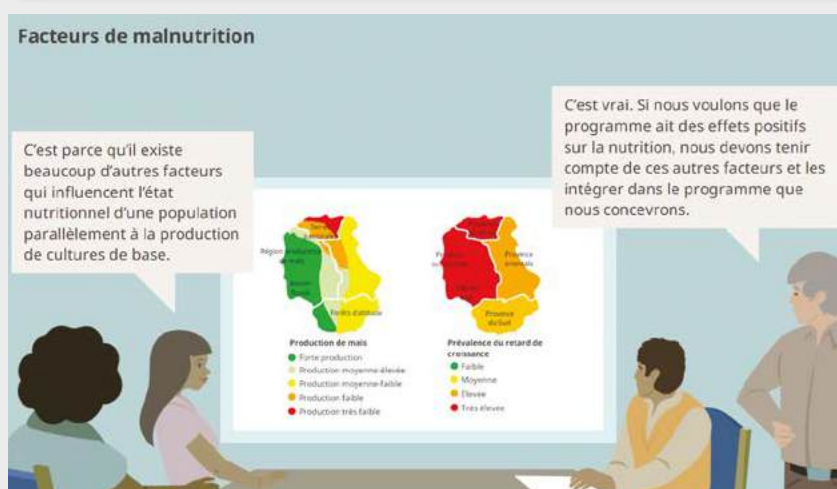 Facteurs de malnutrition
C'est parce qu'il existe
beaucoup d'autres facteurs
qui influencent l'état
nutritionnel d'une population
parallèlement à la production
de cultures de base.
C'est vrai. Si nous voulons que le
programme ait des effets positifs
sur la nutrition, nous devons tenir
compte de ces autres facteurs et les
intégrer dans le programme que
nous concevrons.
Production de maïs
Forte production
Production moyenne-élevée
Production moyenne-faible
Production faible
Production très faible
Prévalence du retard de
croissance
Faible
Moyenne
Élevée
Très élevée
Province
orientale
Province
du Sud